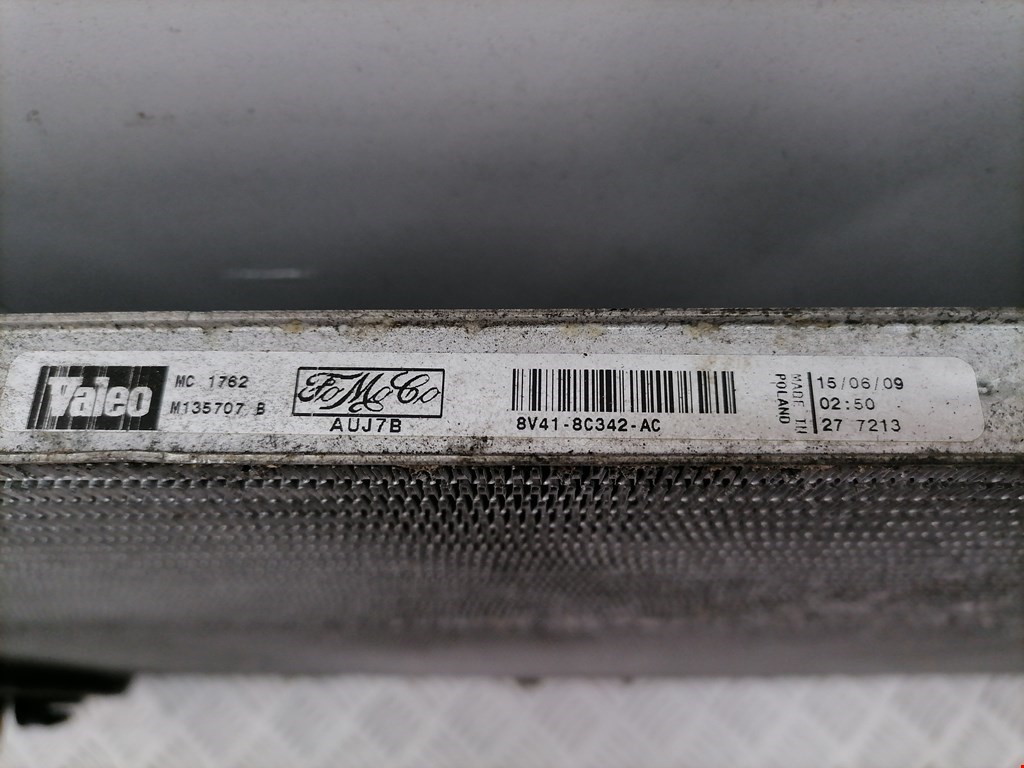 Valeo
MC 1762
M135707 B
FoMoCo
AUJ7B
8V41-8C342-AC
MADE IN
POLAND
15/06/09
02:50
27 7213